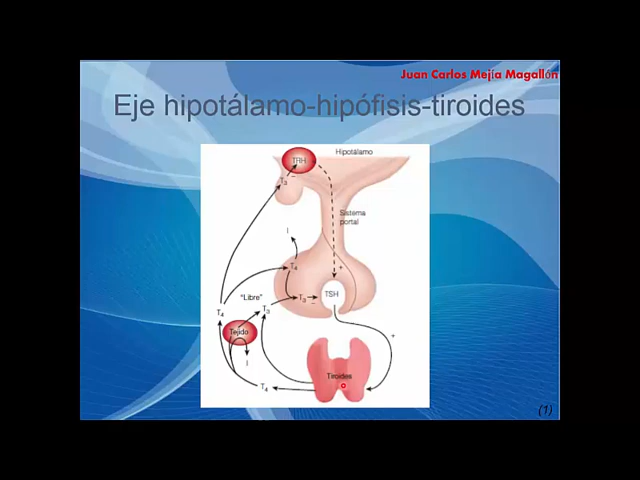 Juan Carlos Mejía Magallón
Eje hipotálamo-hipófisis-tiroides
Hipotálamo
TRH
T3
–
Sistema
portal
I
T4
+
"Libre"
T3
–
TSH
T4
T3
Tejido
+
I
Tiroides
T4
(1)